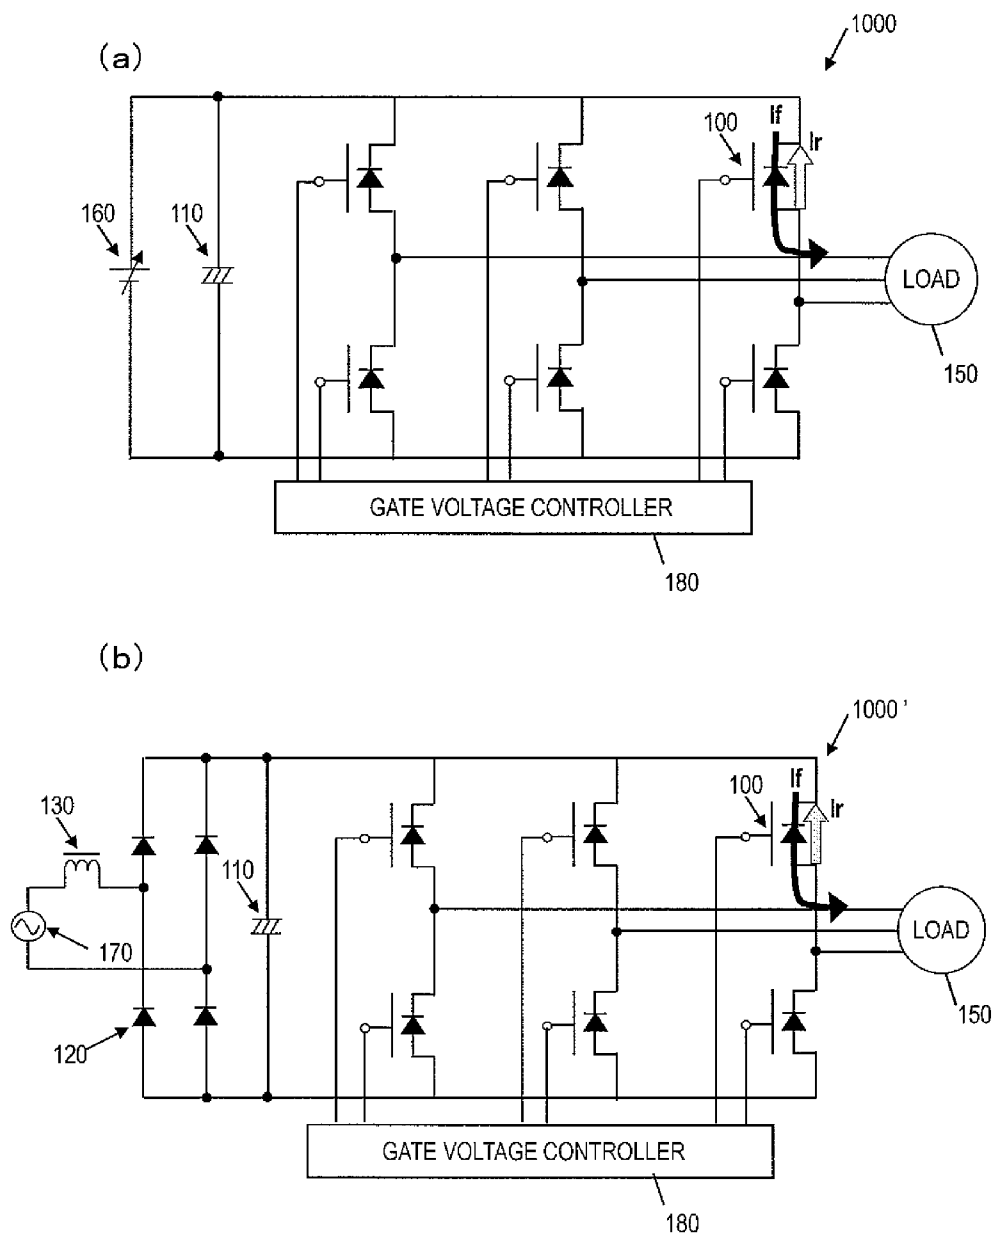 (a)
1000
If
Ir
100
160
110
LOAD
150
GATE VOLTAGE CONTROLLER
180
(b)
1000'
If
Ir
100
130
110
170
LOAD
150
120
GATE VOLTAGE CONTROLLER
180